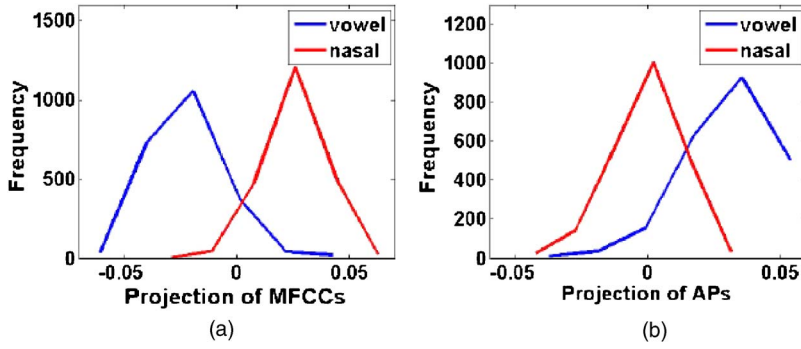 1500
1000
500
0
Frequency
-0.05
0
0.05
Projection of MFCCs
vowel
nasal
(a)
1200
1000
800
600
400
200
0
Frequency
-0.05
0
0.05
Projection of APs
vowel
nasal
(b)